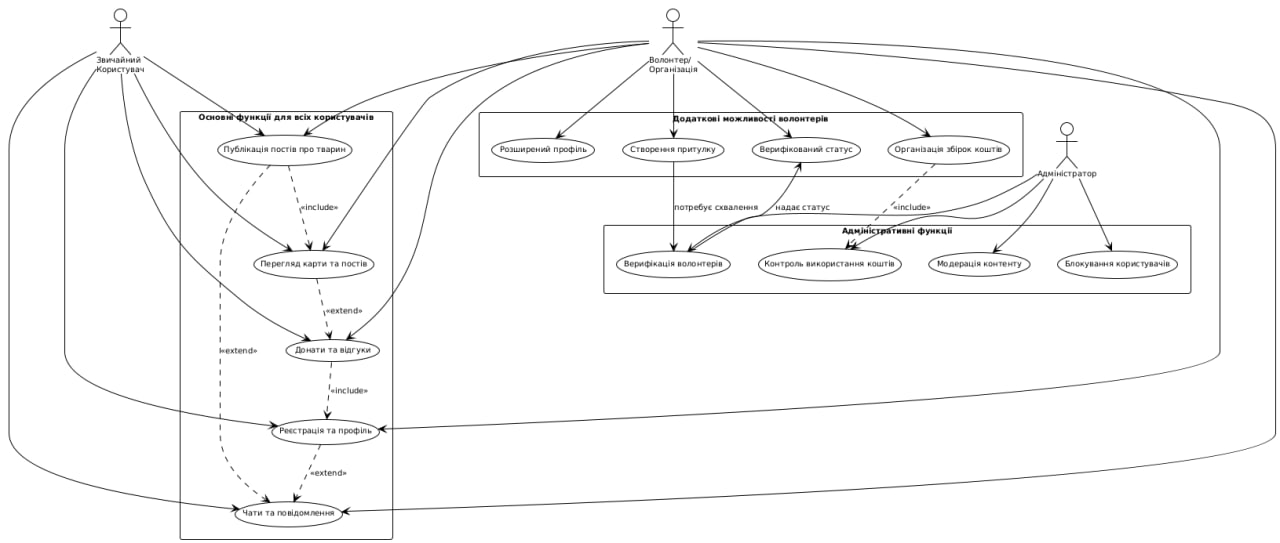 Звичайний
Користувач
Волонтер/
Організація
Основні функції для всіх користувачів
Додаткові можливості волонтерів
Публікація постів про тварин
Розширений профіль
Створення притулку
Верифікований статус
Організація збірок коштів
Адміністратор
«include»
потребує схвалення
надає статус
«include»
Адміністративні функції
Перегляд карти та постів
Верифікація волонтерів
Контроль використання коштів
Модерація контенту
Блокування користувачів
«extend»
«extend»
Донати та відгуки
«include»
Реєстрація та профіль
«extend»
Чати та повідомлення